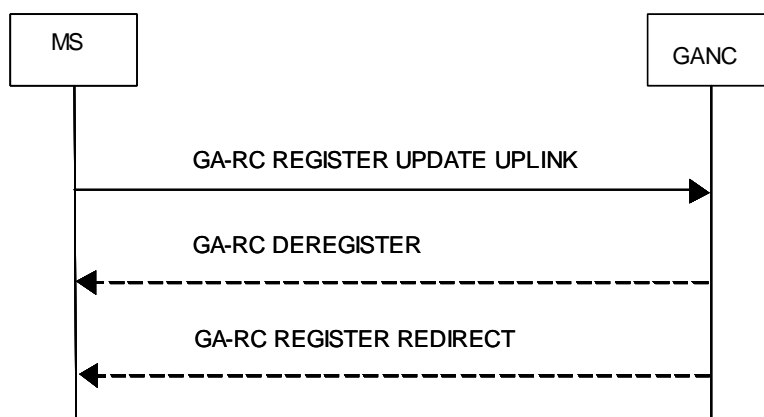 MS
GANC
GA-RC REGISTER UPDATE UPLINK
GA-RC DEREGISTER
GA-RC REGISTER REDIRECT